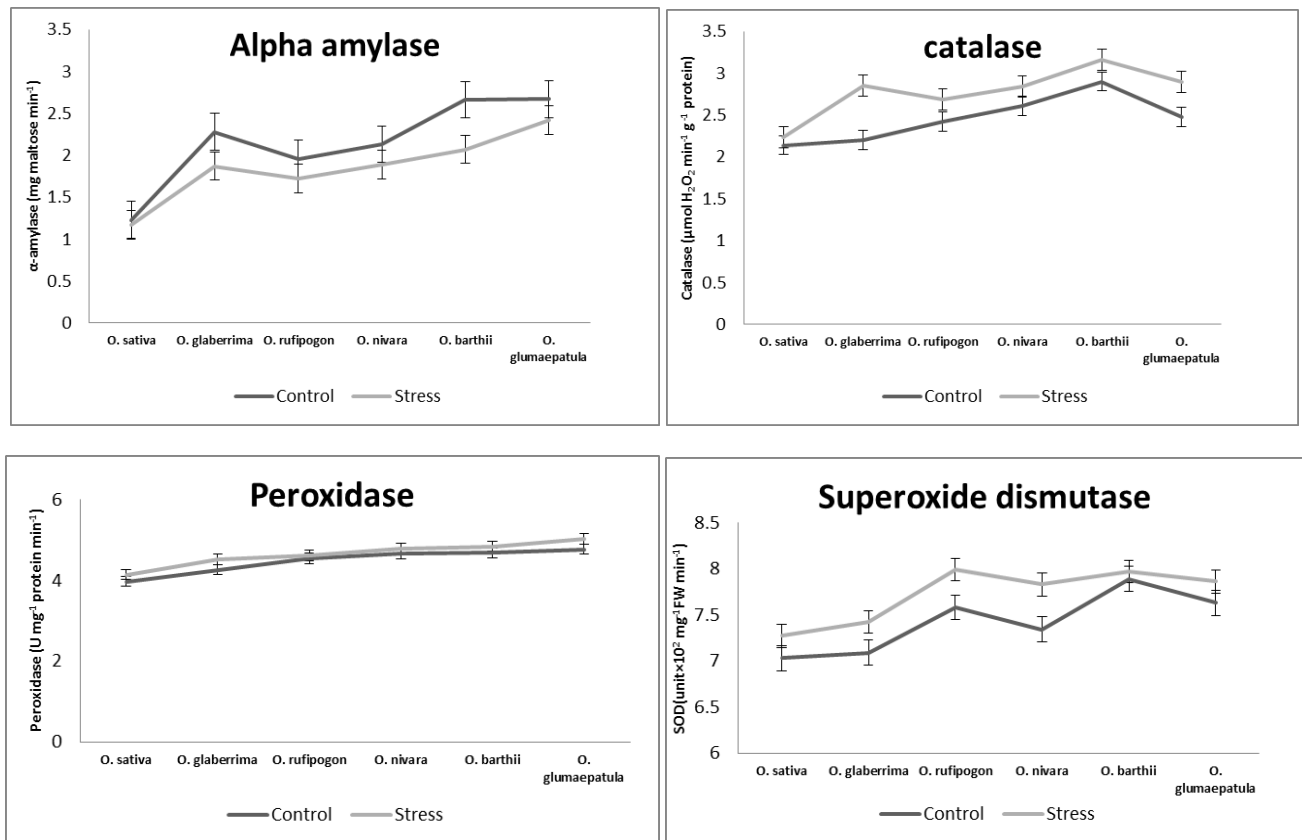 Alpha amylase
α-amylase (mg maltose min⁻¹)
3.5
3
2.5
2
1.5
1
0.5
0
O. sativa O. glaberrima O. rufipogon O. nivara O. barthii O.
glumaepatula
Control Stress
catalase
Catalase (µmol H₂O₂ min⁻¹ g⁻¹ protein)
3.5
3
2.5
2
1.5
1
0.5
0
O. sativa O. glaberrima O. rufipogon O. nivara O. barthii O.
glumaepatula
Control Stress
Peroxidase
Peroxidase (U mg⁻¹ protein min⁻¹)
6
4
2
0
O. sativa O. glaberrima O. rufipogon O. nivara O. barthii O.
glumaepatula
Control Stress
Superoxide dismutase
SOD(unit×10² mg⁻¹ FW min⁻¹)
8.5
8
7.5
7
6.5
6
O. sativa O. glaberrima O. rufipogon O. nivara O. barthii O.
glumaepatula
Control Stress